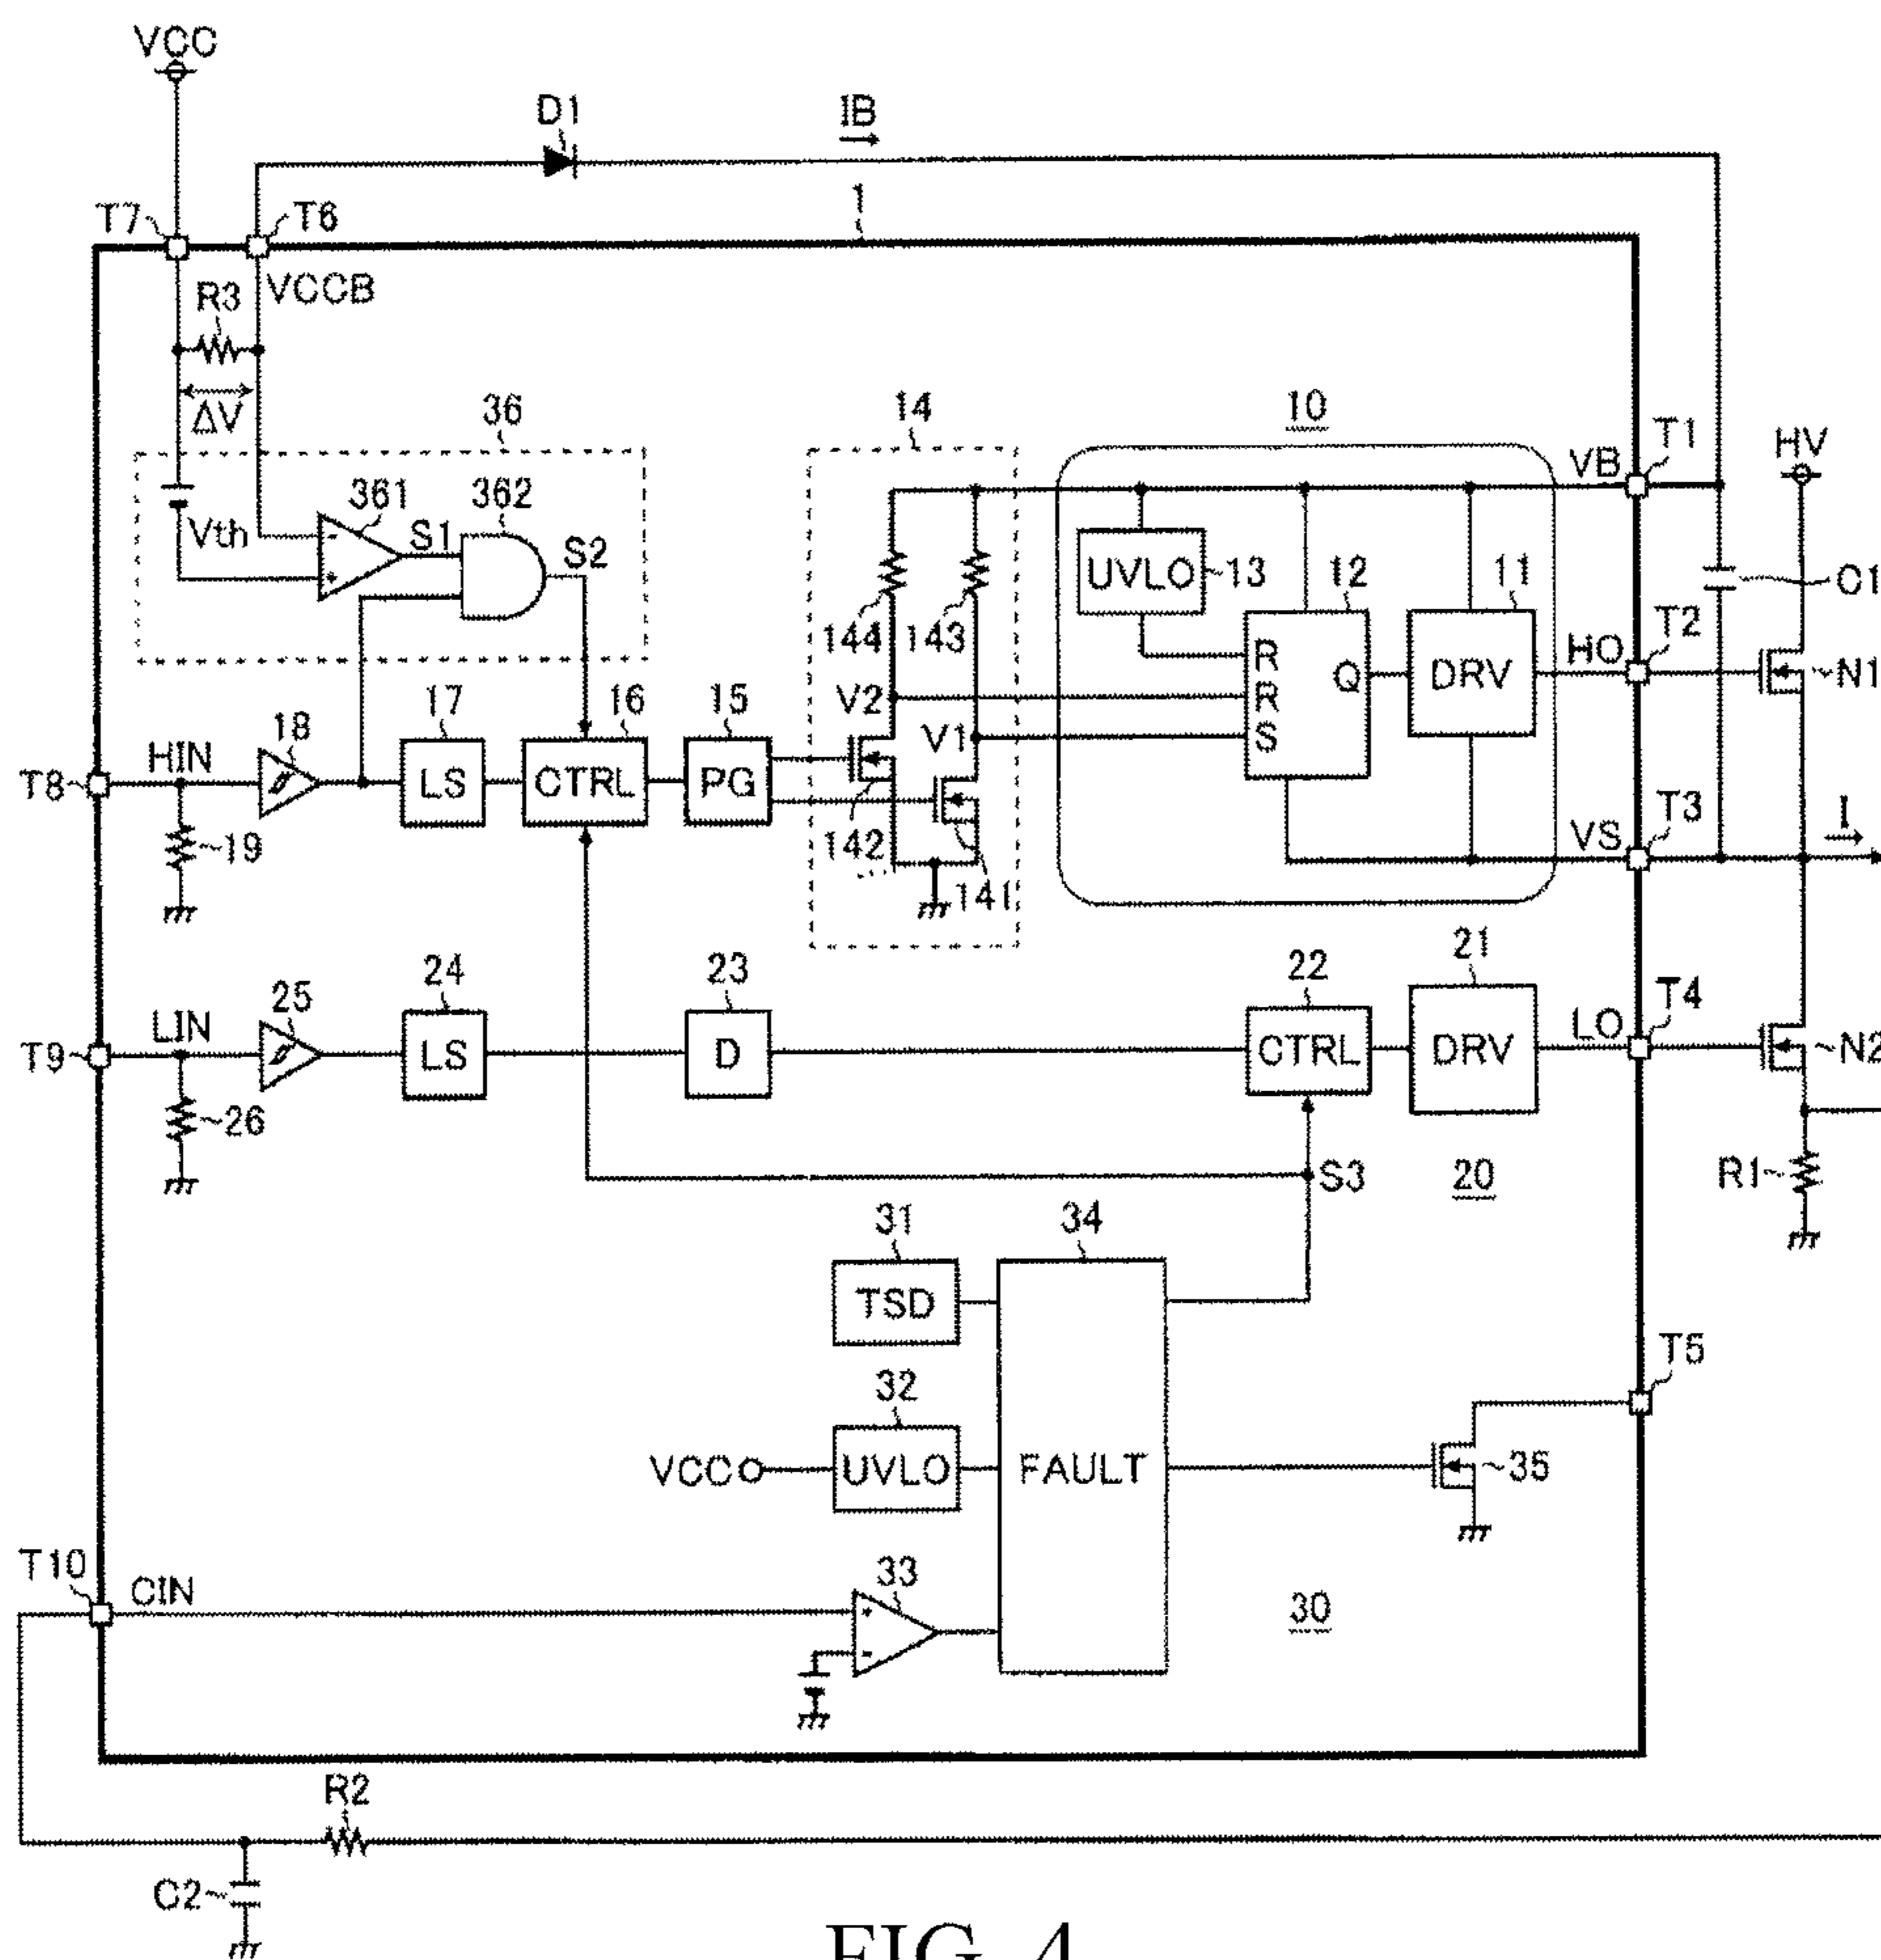 VCC
D1
IB
1
T7
T6
R3
VCCB
ΔV
36
14
10
VB
T1
HV
361
362
Vth
-
+
S1
S2
UVLO
13
12
11
C1
144
143
T2
HO
R
R
S
Q
DRV
N1
V2
V1
17
16
15
18
HIN
T8
LS
CTRL
PG
19
142
141
VS
T3
I
24
23
22
21
T4
LO
25
LIN
T9
LS
D
CTRL
DRV
N2
26
S3
20
R1
31
34
TSD
T5
32
VCC
UVLO
FAULT
35
T10
CIN
33
+
-
30
R2
C2
FIG. 4